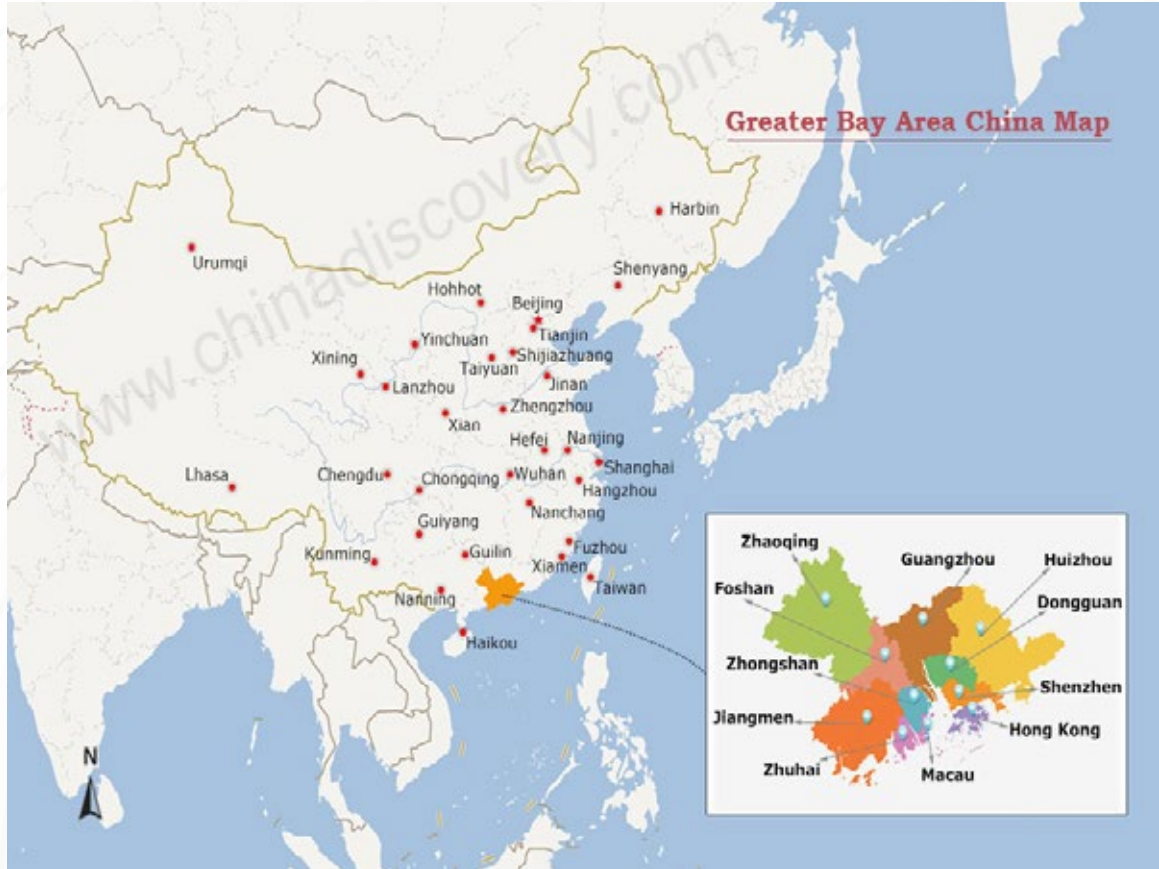 Greater Bay Area China Map
www.chinadiscovery.com
Harbin
Urumqi
Shenyang
Hohhot
Beijing
Tianjin
Yinchuan
Shijiazhuang
Taiyuan
Xining
Lanzhou
Jinan
Zhengzhou
Xian
Hefei
Nanjing
Shanghai
Lhasa
Chengdu
Chongqing
Wuhan
Hangzhou
Nanchang
Guiyang
Guilin
Fuzhou
Kunming
Xiamen
Taiwan
Nanning
Haikou
N
Zhaoqing
Guangzhou
Huizhou
Foshan
Dongguan
Zhongshan
Shenzhen
Jiangmen
Hong Kong
Zhuhai
Macau